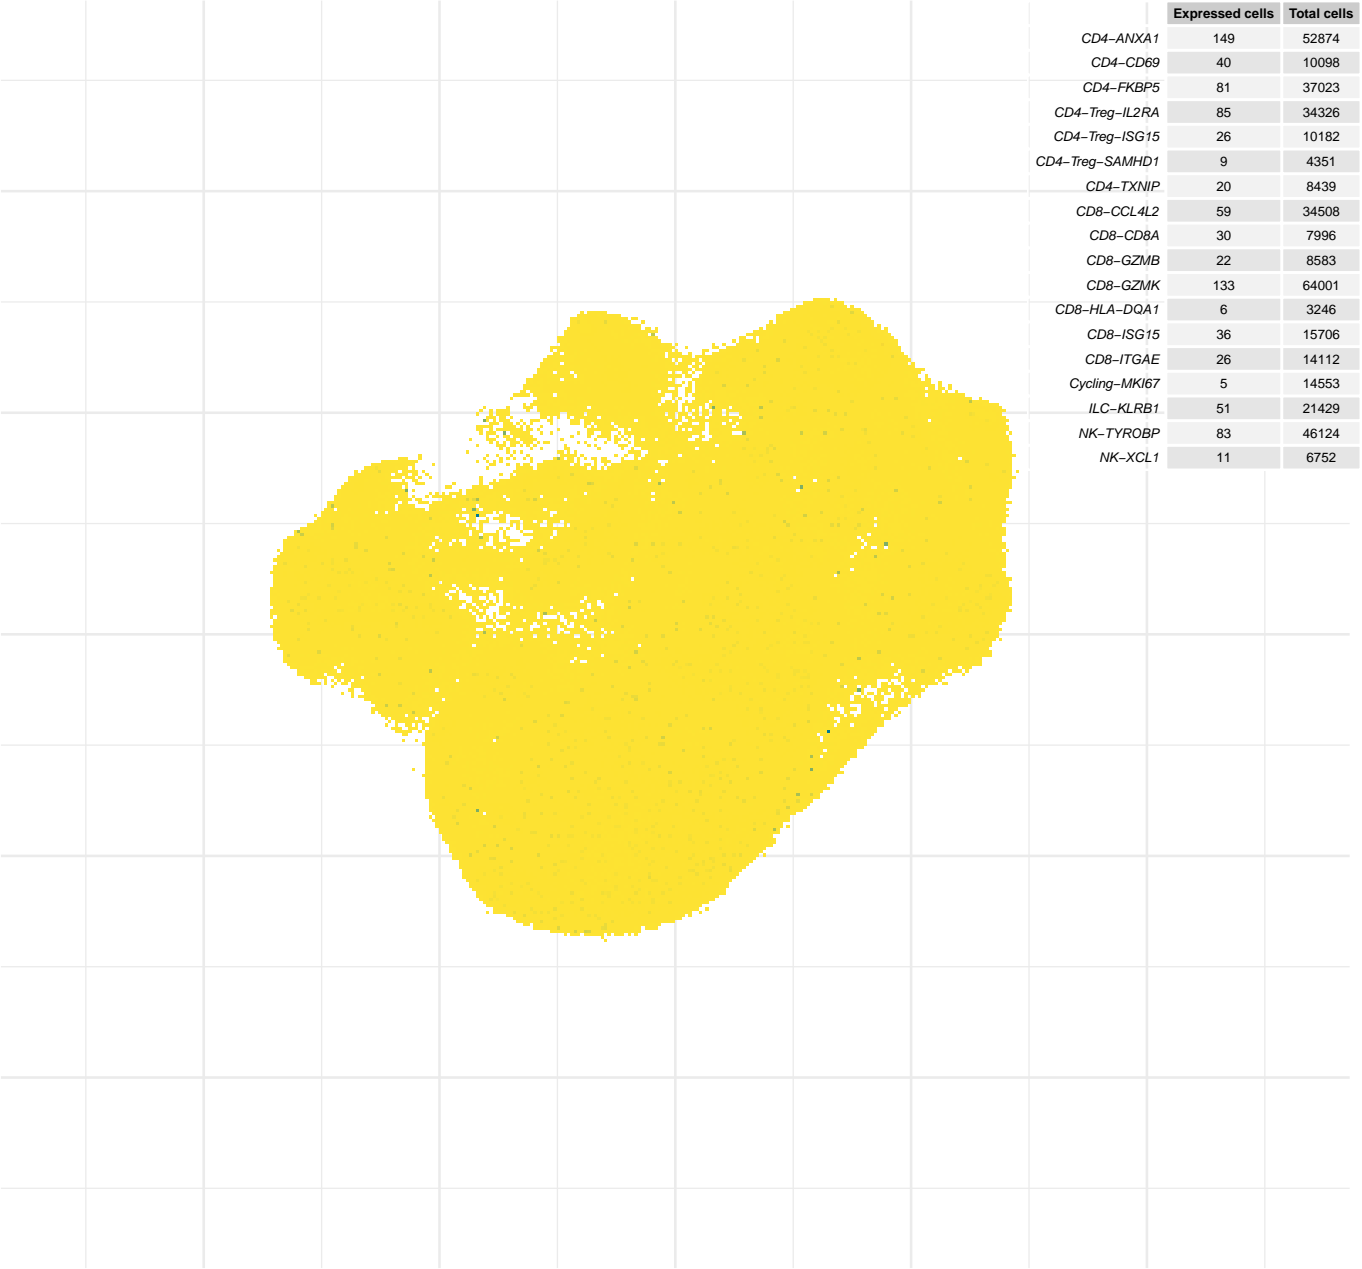 Expressed cells Total cells
CD4−ANXA1 149 52874
CD4−CD69 40 10098
CD4−FKBP5 81 37023
CD4−Treg−IL2RA 85 34326
CD4−Treg−ISG15 26 10182
CD4−Treg−SAMHD1 9 4351
CD4−TXNIP 20 8439
CD8−CCL4L2 59 34508
CD8−CD8A 30 7996
CD8−GZMB 22 8583
CD8−GZMK 133 64001
CD8−HLA−DQA1 6 3246
CD8−ISG15 36 15706
CD8−ITGAE 26 14112
Cycling−MKI67 5 14553
ILC−KLRB1 51 21429
NK−TYROBP 83 46124
NK−XCL1 11 6752